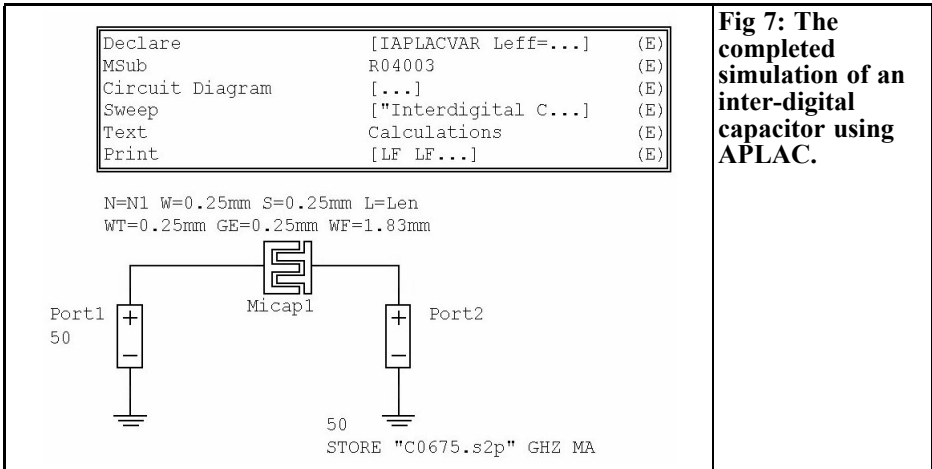 Declare [IAPLACVAR Leff=...] (E)
MSub R04003 (E)
Circuit Diagram [...] (E)
Sweep ["Interdigital C...] (E)
Text Calculations (E)
Print [LF LF...] (E)
Fig 7: The
completed
simulation of an
inter-digital
capacitor using
APLAC.
N=N1 W=0.25mm S=0.25mm L=Len
WT=0.25mm GE=0.25mm WF=1.83mm
Micap1
Port1
50
+
−
+
−
Port2
50
STORE "C0675.s2p" GHZ MA